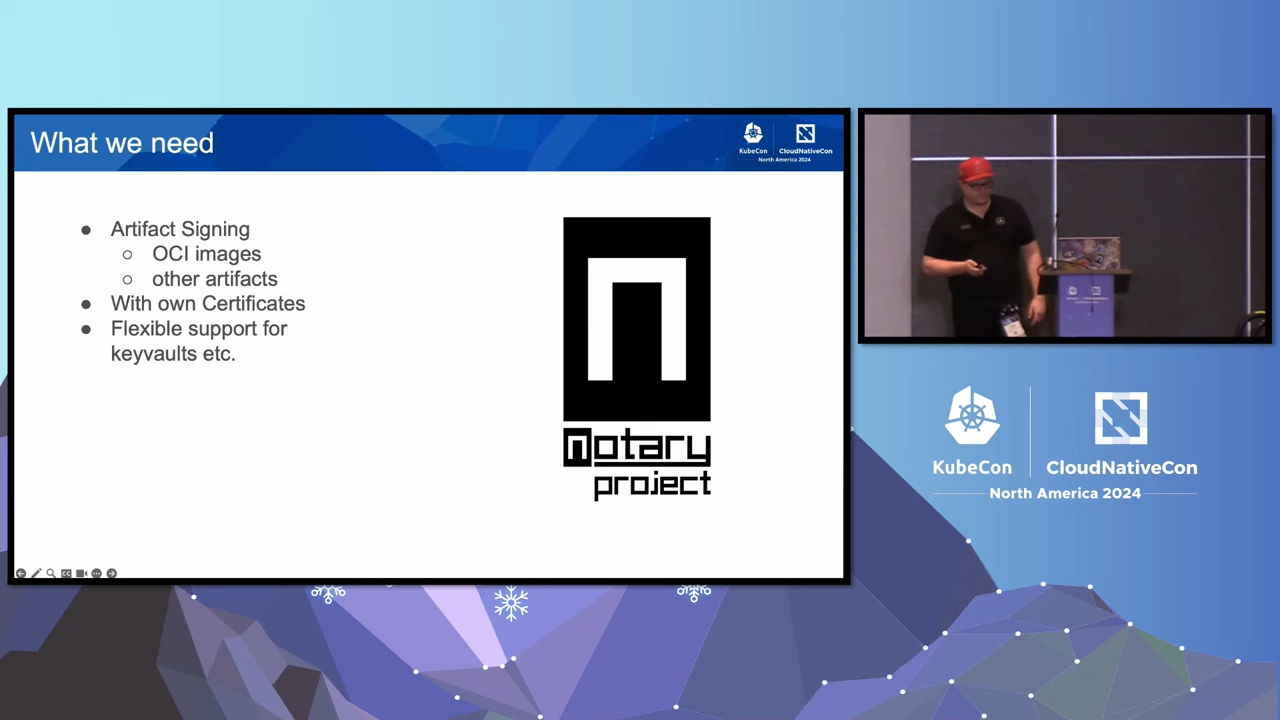 What we need
KubeCon
CloudNativeCon
North America 2024
Artifact Signing
OCI images
other artifacts
With own Certificates
Flexible support for
keyvaults etc.
notary
project
KubeCon
CloudNativeCon
North America 2024